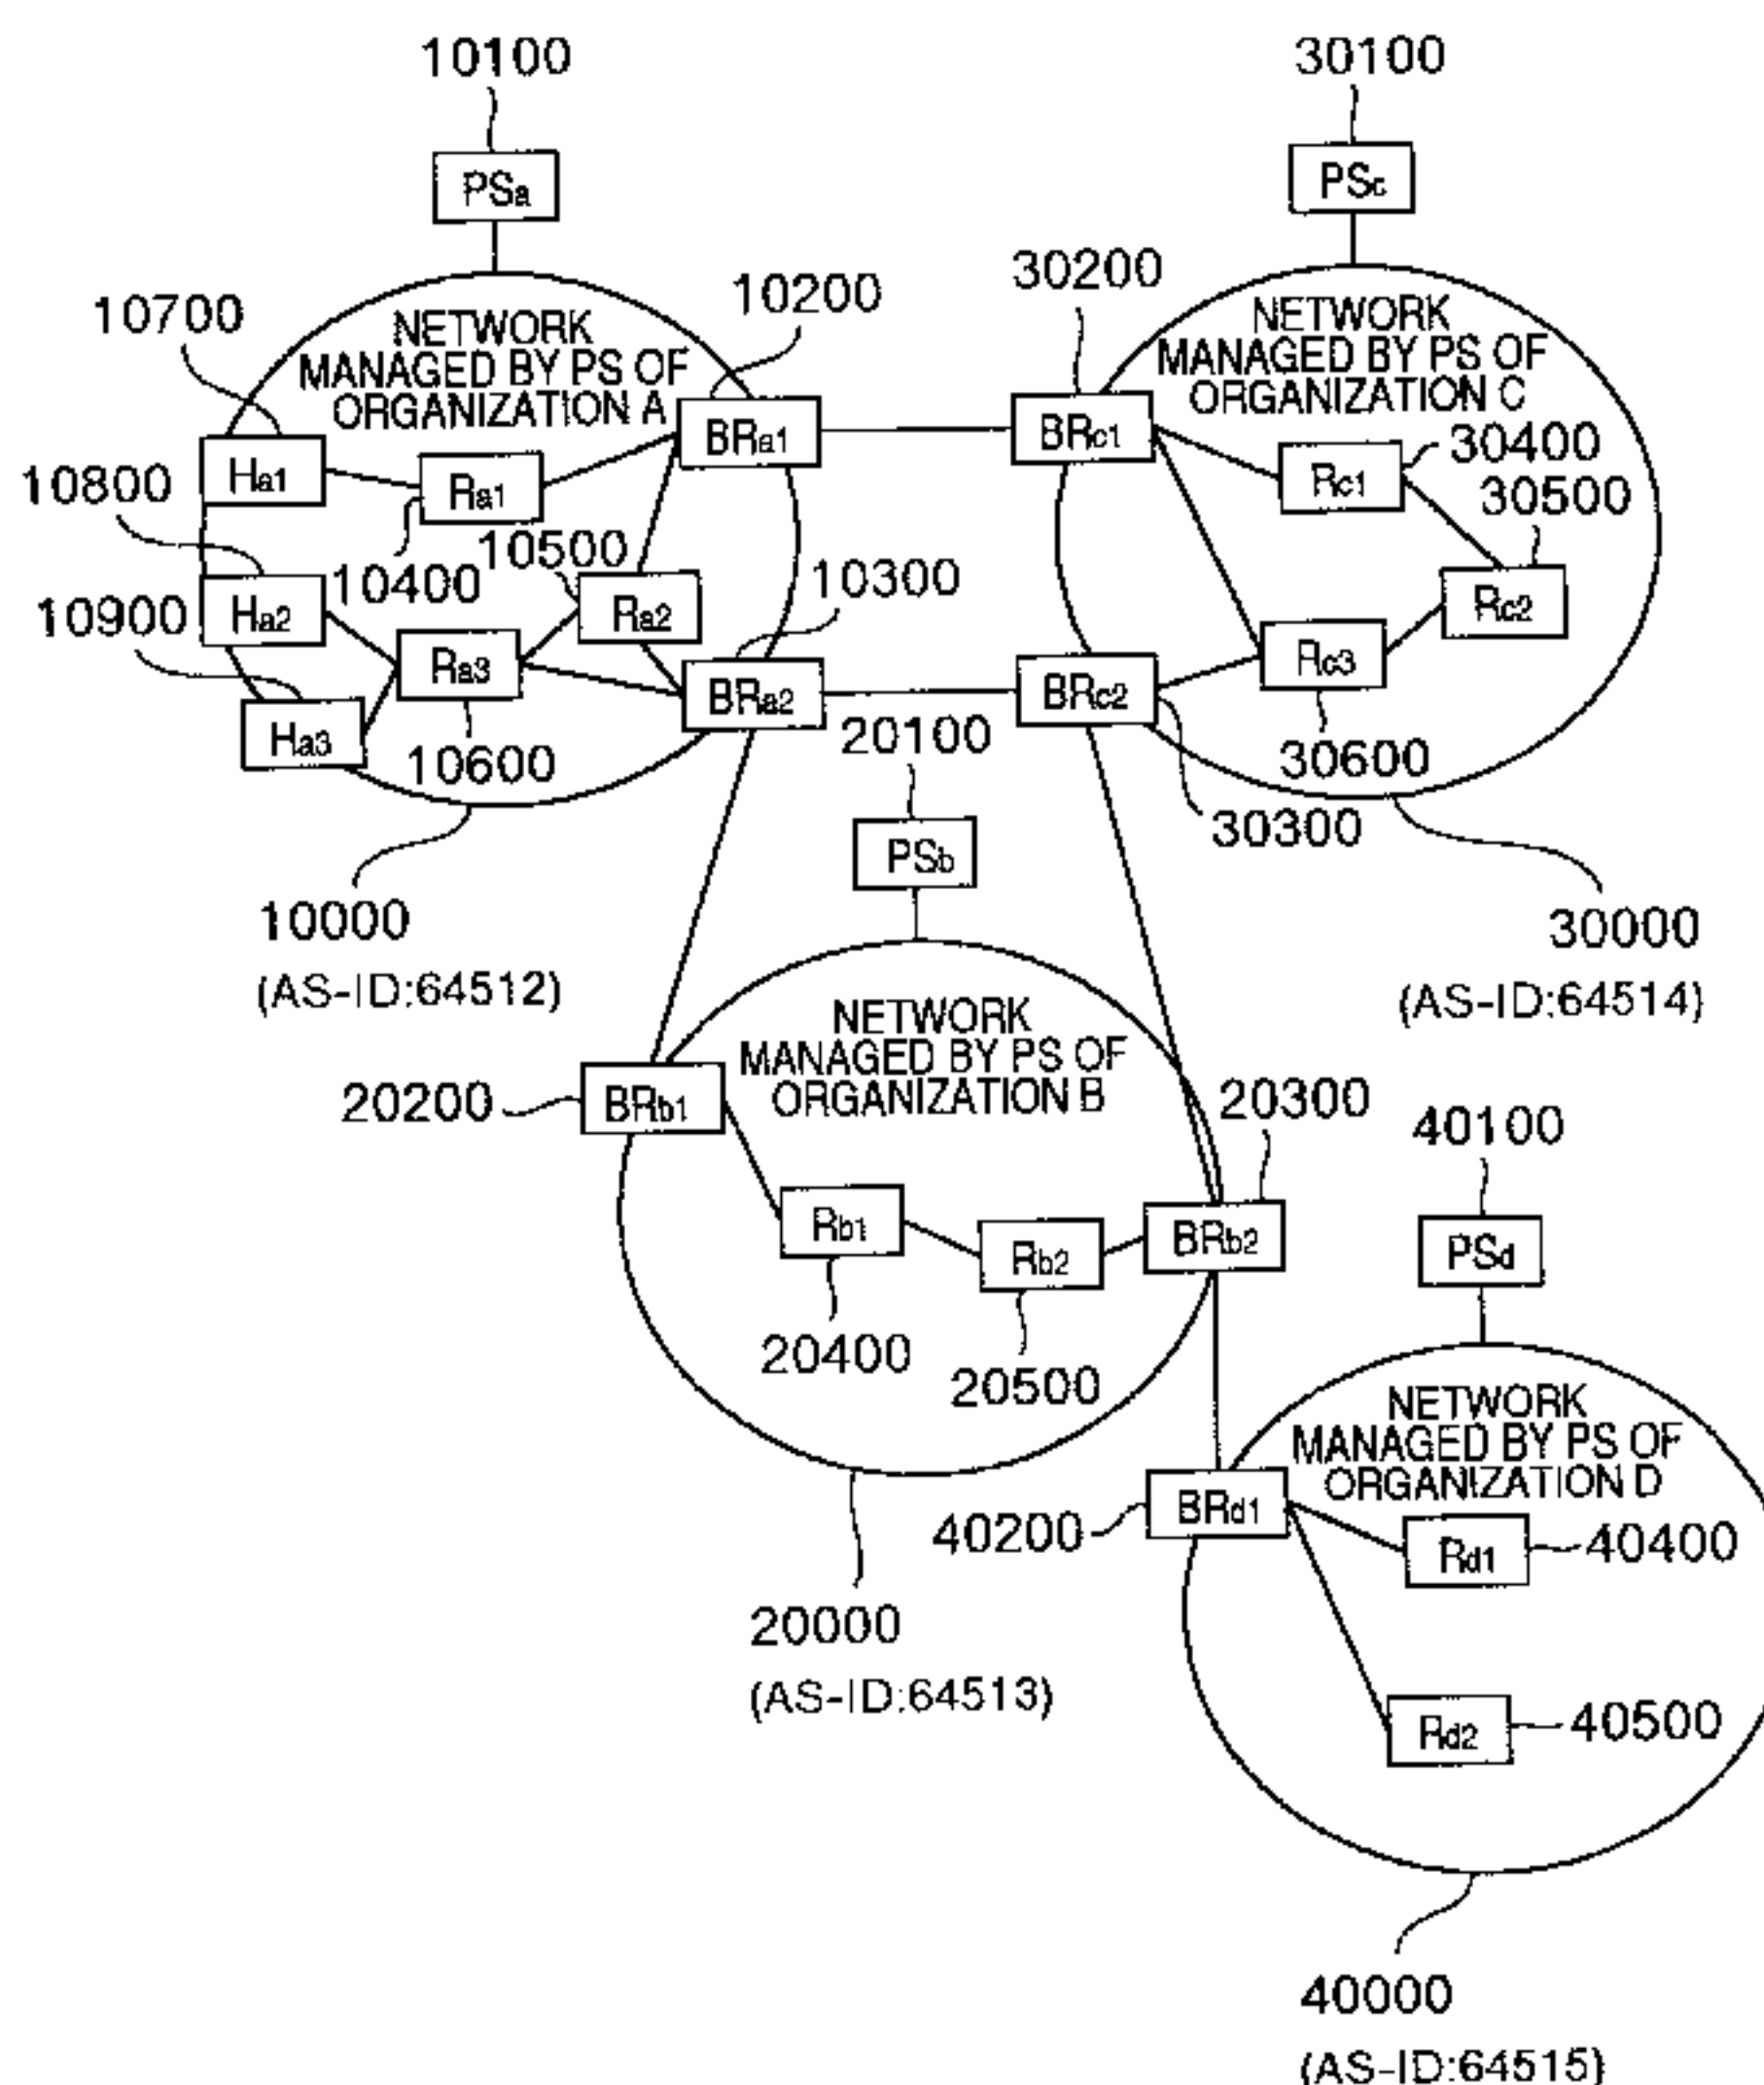 10100
30100
PSa
PSc
10700
10200
30200
NETWORK
MANAGED BY PS OF
ORGANIZATION A
NETWORK
MANAGED BY PS OF
ORGANIZATION C
10800
Ha1
Ra1
BRa1
BRc1
Rc1
30400
30500
10900
Ha2
10400
10500
Ra2
10300
Rc2
Ha3
Ra3
10600
BRa2
20100
BRc2
Rc3
30600
30300
PSb
10000
(AS-ID:64512)
30000
(AS-ID:64514)
NETWORK
MANAGED BY PS OF
ORGANIZATION B
20200
BRb1
20300
40100
Rb1
Rb2
BRb2
PSd
20400
20500
NETWORK
MANAGED BY PS OF
ORGANIZATION D
40200
BRd1
Rd1
40400
20000
(AS-ID:64513)
Rd2
40500
40000
(AS-ID:64515)